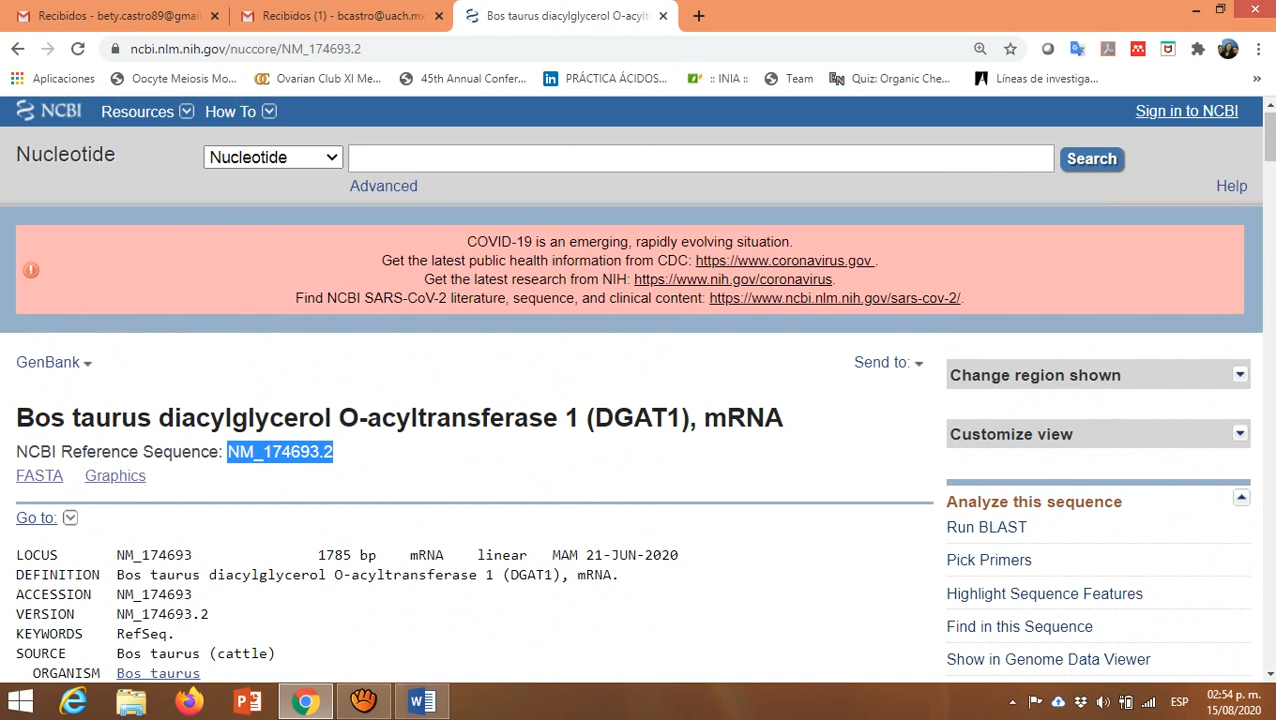 Recibidos - bety.castro89@gmai
Recibidos (1) - bcastro@uach.mx
Bos taurus diacylglycerol O-acylt
ncbi.nlm.nih.gov/nuccore/NM_174693.2
Aplicaciones
Oocyte Meiosis Mo...
Ovarian Club XI Me...
45th Annual Confer...
PRÁCTICA ÁCIDOS...
:: INIA ::
Team
Quiz: Organic Che...
Líneas de investiga...
»
NCBI
Resources
How To
Sign in to NCBI
Nucleotide
Nucleotide
Search
Advanced
Help
COVID-19 is an emerging, rapidly evolving situation.
Get the latest public health information from CDC: https://www.coronavirus.gov .
Get the latest research from NIH: https://www.nih.gov/coronavirus.
Find NCBI SARS-CoV-2 literature, sequence, and clinical content: https://www.ncbi.nlm.nih.gov/sars-cov-2/.
GenBank
Send to:
Change region shown
Bos taurus diacylglycerol O-acyltransferase 1 (DGAT1), mRNA
NCBI Reference Sequence: NM_174693.2
FASTA Graphics
Customize view
Analyze this sequence
Run BLAST
Pick Primers
Highlight Sequence Features
Find in this Sequence
Show in Genome Data Viewer
Go to:
LOCUS NM_174693 1785 bp mRNA linear MAM 21-JUN-2020
DEFINITION Bos taurus diacylglycerol O-acyltransferase 1 (DGAT1), mRNA.
ACCESSION NM_174693
VERSION NM_174693.2
KEYWORDS RefSeq.
SOURCE Bos taurus (cattle)
ORGANISM Bos taurus
ESP
02:54 p. m.
15/08/2020